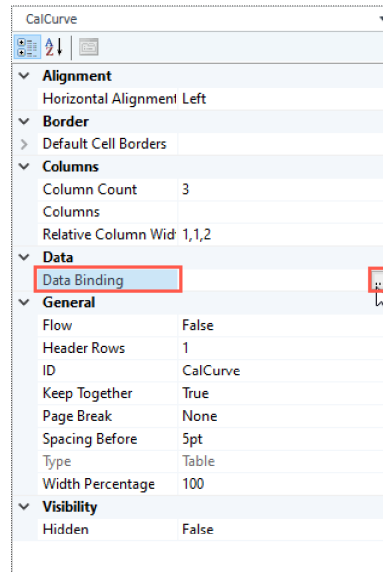 CalCurve
Alignment
Horizontal Alignment Left
Border
Default Cell Borders
Columns
Column Count 3
Columns
Relative Column Wid 1,1,2
Data
Data Binding ...
General
Flow False
Header Rows 1
ID CalCurve
Keep Together True
Page Break None
Spacing Before 5pt
Type Table
Width Percentage 100
Visibility
Hidden False